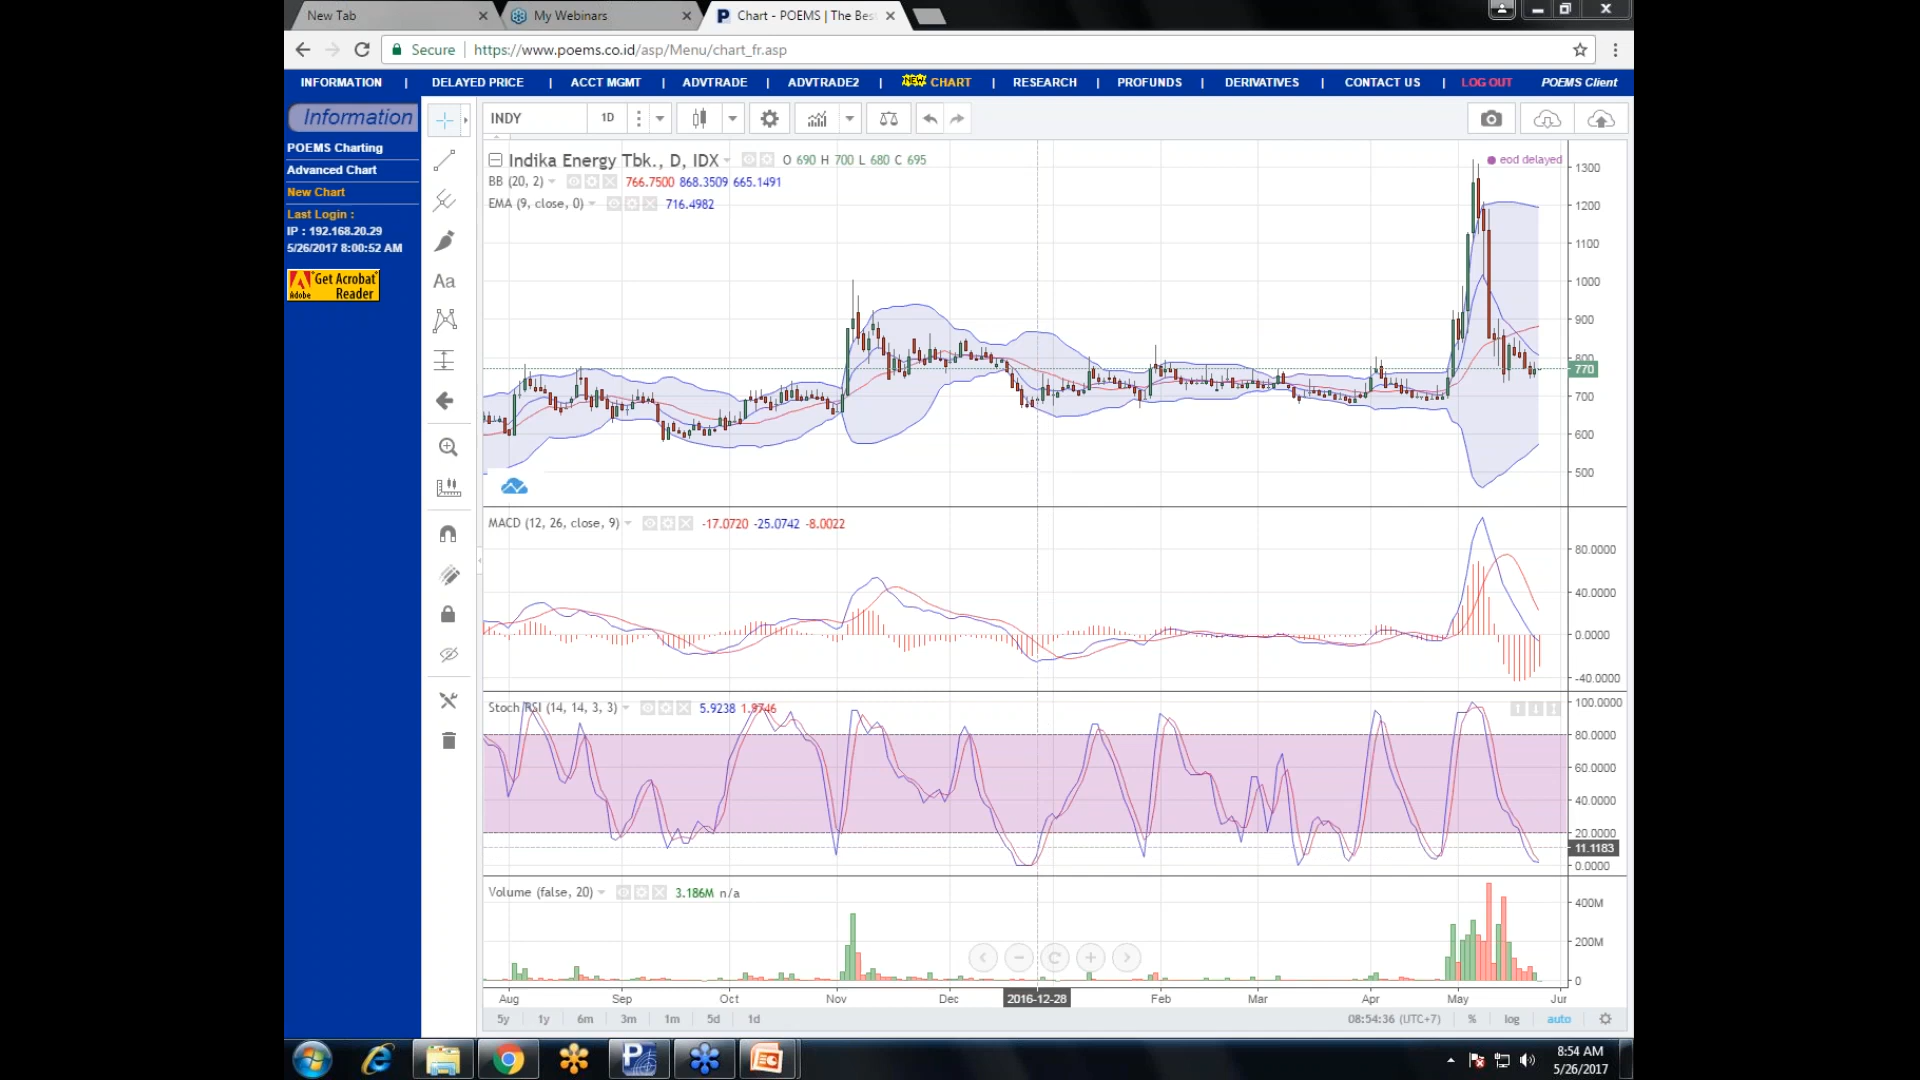 New Tab
My Webinars
Chart - POEMS | The Bes
Secure
https://www.poems.co.id/asp/Menu/chart_fr.asp
INFORMATION | DELAYED PRICE | ACCT MGMT | ADVTRADE | ADVTRADE2 | NEW CHART | RESEARCH | PROFUNDS | DERIVATIVES | CONTACT US | LOG OUT POEMS Client
Information
POEMS Charting
Advanced Chart
New Chart
Last Login :
IP : 192.168.20.29
5/26/2017 8:00:52 AM
Get Acrobat
Adobe Reader
Aa
INDY 1D
Indika Energy Tbk., D, IDX O 690 H 700 L 680 C 695
eod delayed
BB (20, 2) 766.7500 868.3509 665.1491
EMA (9, close, 0) 716.4982
1300
1200
1100
1000
900
800
770
700
600
500
MACD (12, 26, close, 9) -17.0720 -25.0742 -8.0022
80.0000
40.0000
0.0000
-40.0000
Stoch RSI (14, 14, 3, 3) 5.9238 1.9746
100.0000
80.0000
60.0000
40.0000
20.0000
11.1183
0.0000
Volume (false, 20) 3.186M n/a
400M
200M
0
Aug Sep Oct Nov Dec 2016-12-28 Feb Mar Apr May Jur
5y 1y 6m 3m 1m 5d 1d
08:54:36 (UTC+7) % log auto
8:54 AM
5/26/2017